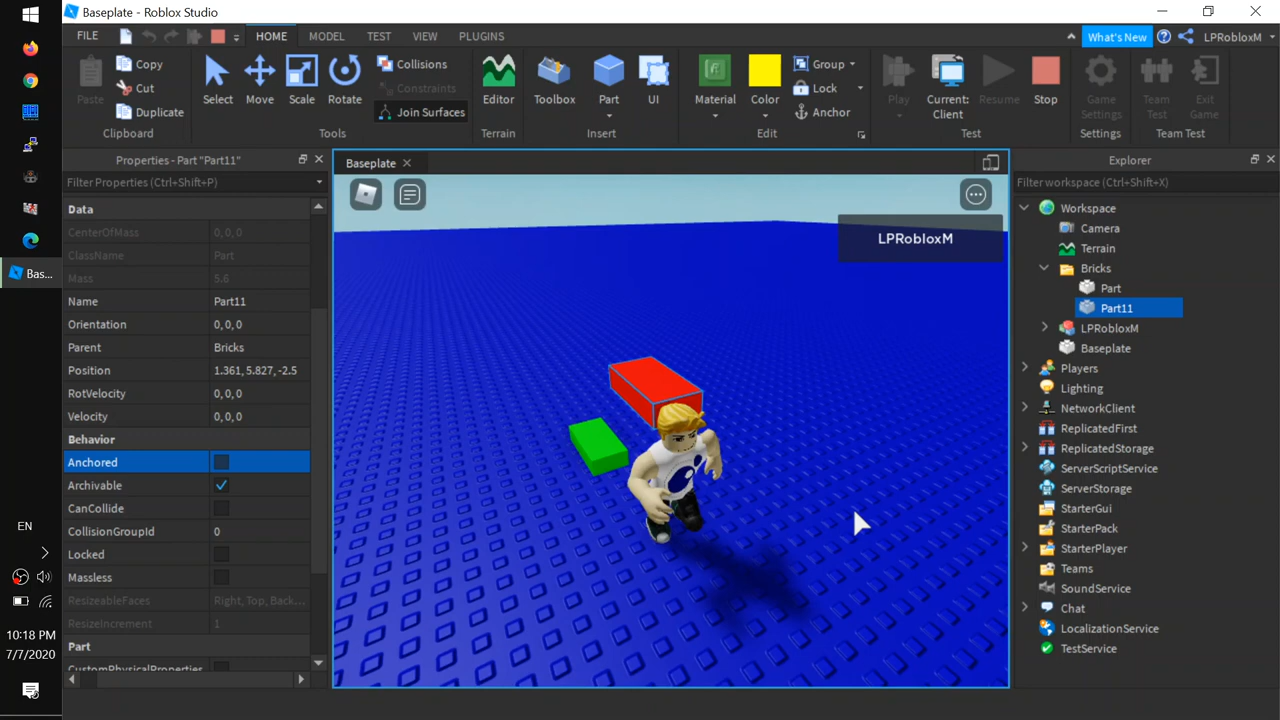 Baseplate - Roblox Studio
FILE HOME MODEL TEST VIEW PLUGINS What's New LPRobloxM
Paste Copy Cut Duplicate Clipboard
Select Move Scale Rotate Collisions Constraints Join Surfaces Tools
Editor Terrain
Toolbox Part UI Insert
Material Color Group Lock Anchor Edit
Play Current: Client Resume Stop Test
Game Settings Settings
Team Test Exit Game Team Test
Properties - Part "Part11"
Filter Properties (Ctrl+Shift+P)
Data
CenterOfMass 0, 0, 0
ClassName Part
Mass 5.6
Name Part11
Orientation 0, 0, 0
Parent Bricks
Position 1.361, 5.827, -2.5
RotVelocity 0, 0, 0
Velocity 0, 0, 0
Behavior
Anchored
Archivable
CanCollide
CollisionGroupId 0
Locked
Massless
ResizeableFaces Right, Top, Back...
ResizeIncrement 1
Part
CustomPhysicalProperties
Baseplate
LPRobloxM
Explorer
Filter workspace (Ctrl+Shift+X)
Workspace
Camera
Terrain
Bricks
Part
Part11
LPRobloxM
Baseplate
Players
Lighting
NetworkClient
ReplicatedFirst
ReplicatedStorage
ServerScriptService
ServerStorage
StarterGui
StarterPack
StarterPlayer
Teams
SoundService
Chat
LocalizationService
TestService
Bas...
EN
10:18 PM
7/7/2020